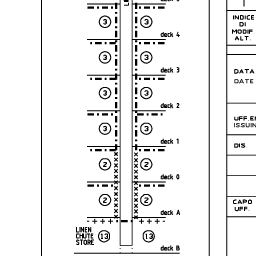 3 3
deck 4
3 3
deck 3
3 3
deck 2
3 3
deck 1
2 2
deck 0
2 2
deck A
LINEN
CHUTE
STORE
13 13
deck B
INDICE
DI
MODIF
ALT.
DATA
DATE
UFF.E
ISSUIN
DIS.
CAPO
UFF.